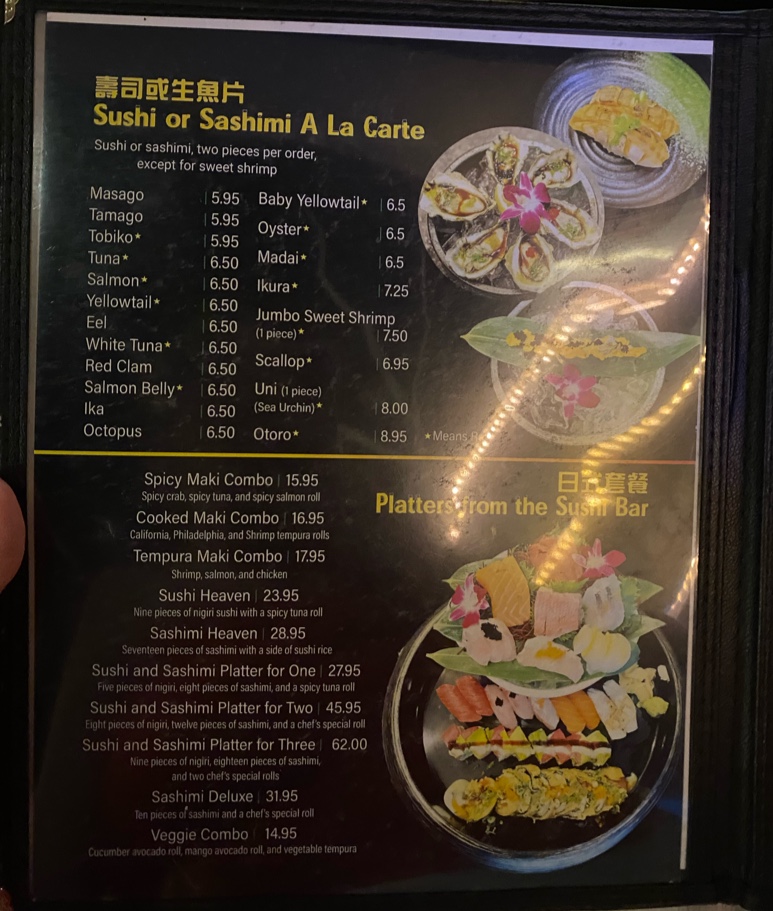 壽司或生魚片
Sushi or Sashimi A La Carte
Sushi or sashimi, two pieces per order,
except for sweet shrimp
Masago 5.95
Tamago 5.95
Tobiko★ 5.95
Tuna★ 6.50
Salmon★ 6.50
Yellowtail★ 6.50
Eel 6.50
White Tuna★ 6.50
Red Clam 6.50
Salmon Belly★ 6.50
Ika 6.50
Octopus 6.50
Baby Yellowtail★ | 6.5
Oyster★ | 6.5
Madai★ | 6.5
Ikura★ | 7.25
Jumbo Sweet Shrimp
(1 piece)★ | 7.50
Scallop★ | 6.95
Uni (1 piece)
(Sea Urchin)★ | 8.00
Otoro★ | 8.95
★Means
日式套餐
Platters from the Sushi Bar
Spicy Maki Combo | 15.95
Spicy crab, spicy tuna, and spicy salmon roll
Cooked Maki Combo | 16.95
California, Philadelphia, and Shrimp tempura rolls
Tempura Maki Combo | 17.95
Shrimp, salmon, and chicken
Sushi Heaven | 23.95
Nine pieces of nigiri sushi with a spicy tuna roll
Sashimi Heaven | 28.95
Seventeen pieces of sashimi with a side of sushi rice
Sushi and Sashimi Platter for One | 27.95
Five pieces of nigiri, eight pieces of sashimi, and a spicy tuna roll
Sushi and Sashimi Platter for Two | 45.95
Eight pieces of nigiri, twelve pieces of sashimi, and a chef's special roll
Sushi and Sashimi Platter for Three | 62.00
Nine pieces of nigiri, eighteen pieces of sashimi,
and two chef's special rolls
Sashimi Deluxe | 31.95
Ten pieces of sashimi and a chef's special roll
Veggie Combo | 14.95
Cucumber avocado roll, mango avocado roll, and vegetable tempura